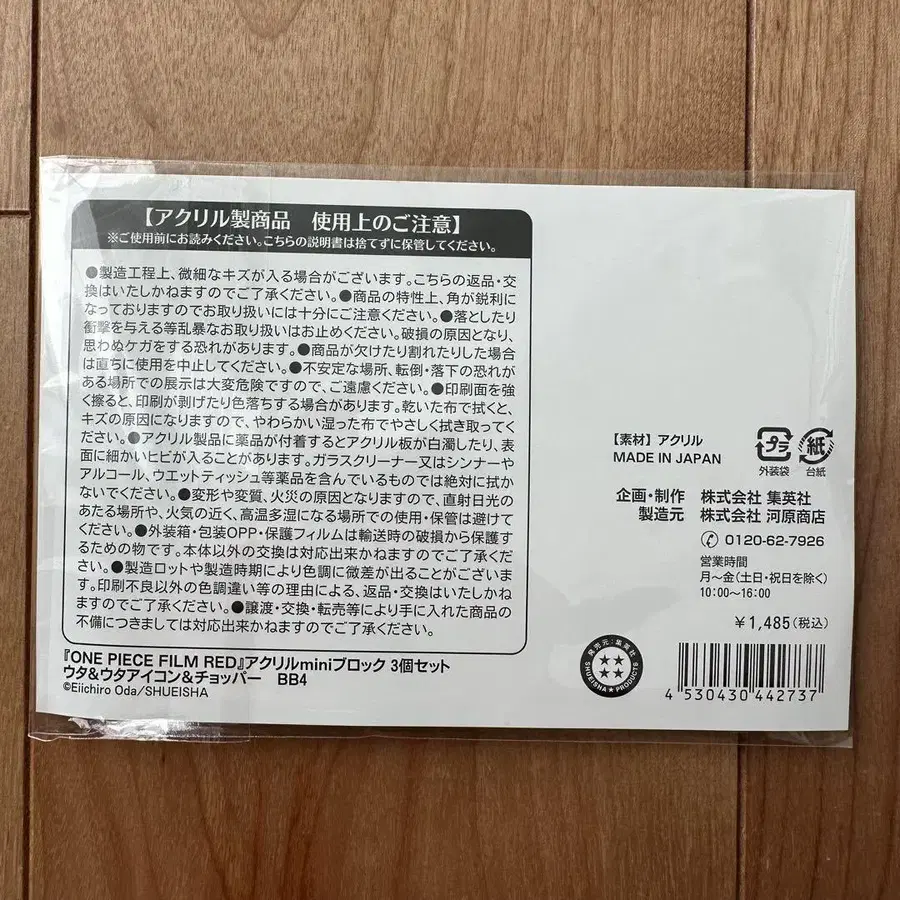 【アクリル製商品　使用上のご注意】
※ご使用前にお読みください。こちらの説明書は捨てずに保管してください。
●製造工程上、微細なキズが入る場合がございます。こちらの返品・交
換はいたしかねますのでご了承ください。●商品の特性上、角が鋭利に
なっておりますのでお取り扱いには十分にご注意ください。●落としたり
衝撃を与える等乱暴なお取り扱いはお止めください。破損の原因となり、
思わぬケガをする恐れがあります。●商品が欠けたり割れたりした場合
は直ちに使用を中止してください。●不安定な場所、転倒・落下の恐れが
ある場所での展示は大変危険ですので、ご遠慮ください。●印刷面を強
く擦ると、印刷が剥げたり色落ちする場合があります。乾いた布で拭くと、
キズの原因になりますので、やわらかい湿った布でやさしく拭き取ってく
ださい。●アクリル製品に薬品が付着するとアクリル板が白濁したり、表
面に細かいヒビが入ることがあります。ガラスクリーナー又はシンナーや
アルコール、ウエットティッシュ等薬品を含んでいるものでは絶対に拭か
ないでください。●変形や変質、火災の原因となりますので、直射日光の
あたる場所や、火気の近く、高温多湿になる場所での使用・保管は避けて
ください。●外装箱・包装OPP・保護フィルムは輸送時の破損から保護す
るための物です。本体以外の交換は対応出来かねますのでご了承くださ
い。●製造ロットや製造時期により色調に微差が出ることがございま
す。印刷不良以外の色調違い等の理由による、返品・交換はいたしかね
ますのでご了承ください。●譲渡・交換・転売等により手に入れた商品の
不備につきましては対応出来かねますのでご了承ください。
『ONE PIECE FILM RED』アクリルminiブロック 3個セット
ウタ&ウタアイコン&チョッパー　BB4
©Eiichiro Oda/SHUEISHA
【素材】アクリル
MADE IN JAPAN
プラ
外装袋
紙
台紙
企画・制作　株式会社 集英社
製造元　株式会社 河原商店
0120-62-7926
営業時間
月～金（土日・祝日を除く）
10:00～16:00
￥1,485（税込）
発売元：集英社
SHUEISHA★PRODUCTS
4 530430 442737